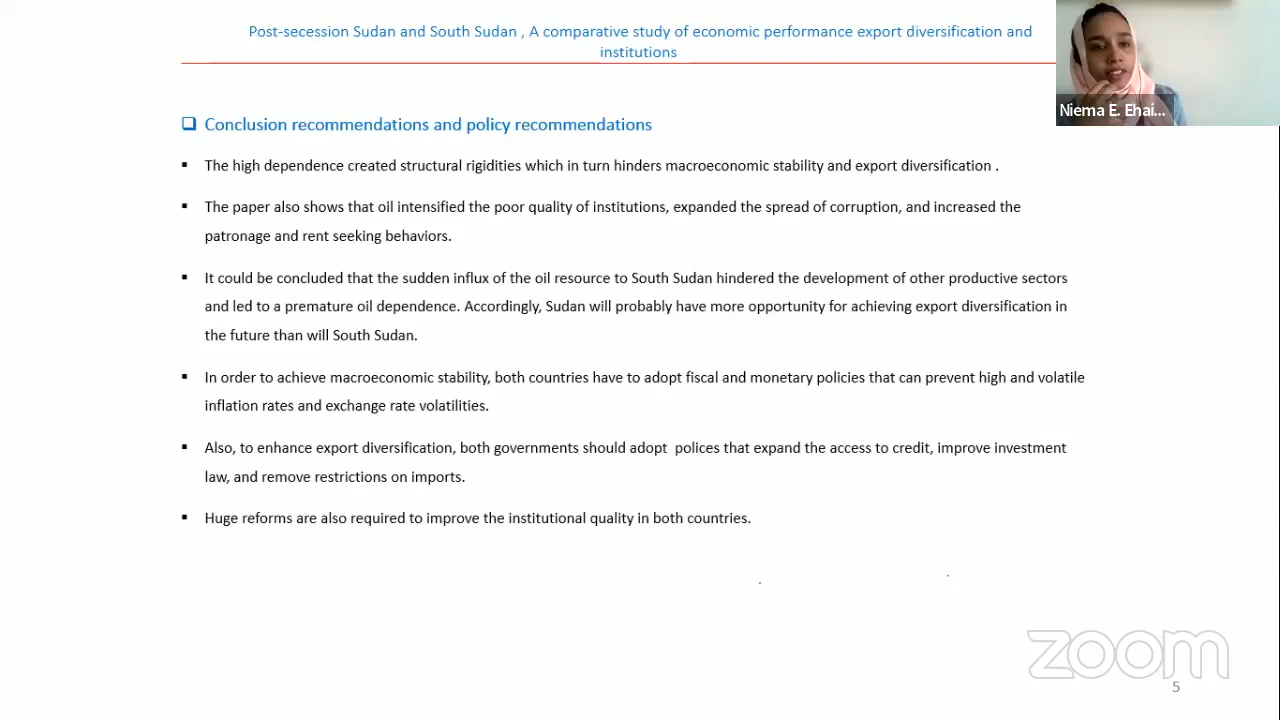 Post-secession Sudan and South Sudan , A comparative study of economic performance export diversification and
institutions
Niema E. Ehai...
Conclusion recommendations and policy recommendations
The high dependence created structural rigidities which in turn hinders macroeconomic stability and export diversification .
The paper also shows that oil intensified the poor quality of institutions, expanded the spread of corruption, and increased the
patronage and rent seeking behaviors.
It could be concluded that the sudden influx of the oil resource to South Sudan hindered the development of other productive sectors
and led to a premature oil dependence. Accordingly, Sudan will probably have more opportunity for achieving export diversification in
the future than will South Sudan.
In order to achieve macroeconomic stability, both countries have to adopt fiscal and monetary policies that can prevent high and volatile
inflation rates and exchange rate volatilities.
Also, to enhance export diversification, both governments should adopt  polices that expand the access to credit, improve investment
law, and remove restrictions on imports.
Huge reforms are also required to improve the institutional quality in both countries.
zoom
5